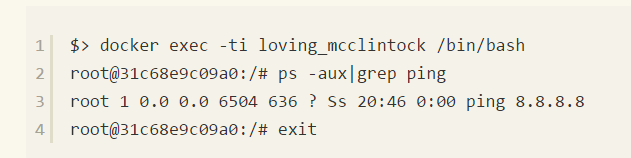 1 $> docker exec -ti loving_mcclintock /bin/bash
2 root@31c68e9c09a0:/# ps -aux|grep ping
3 root 1 0.0 0.0 6504 636 ? Ss 20:46 0:00 ping 8.8.8.8
4 root@31c68e9c09a0:/# exit